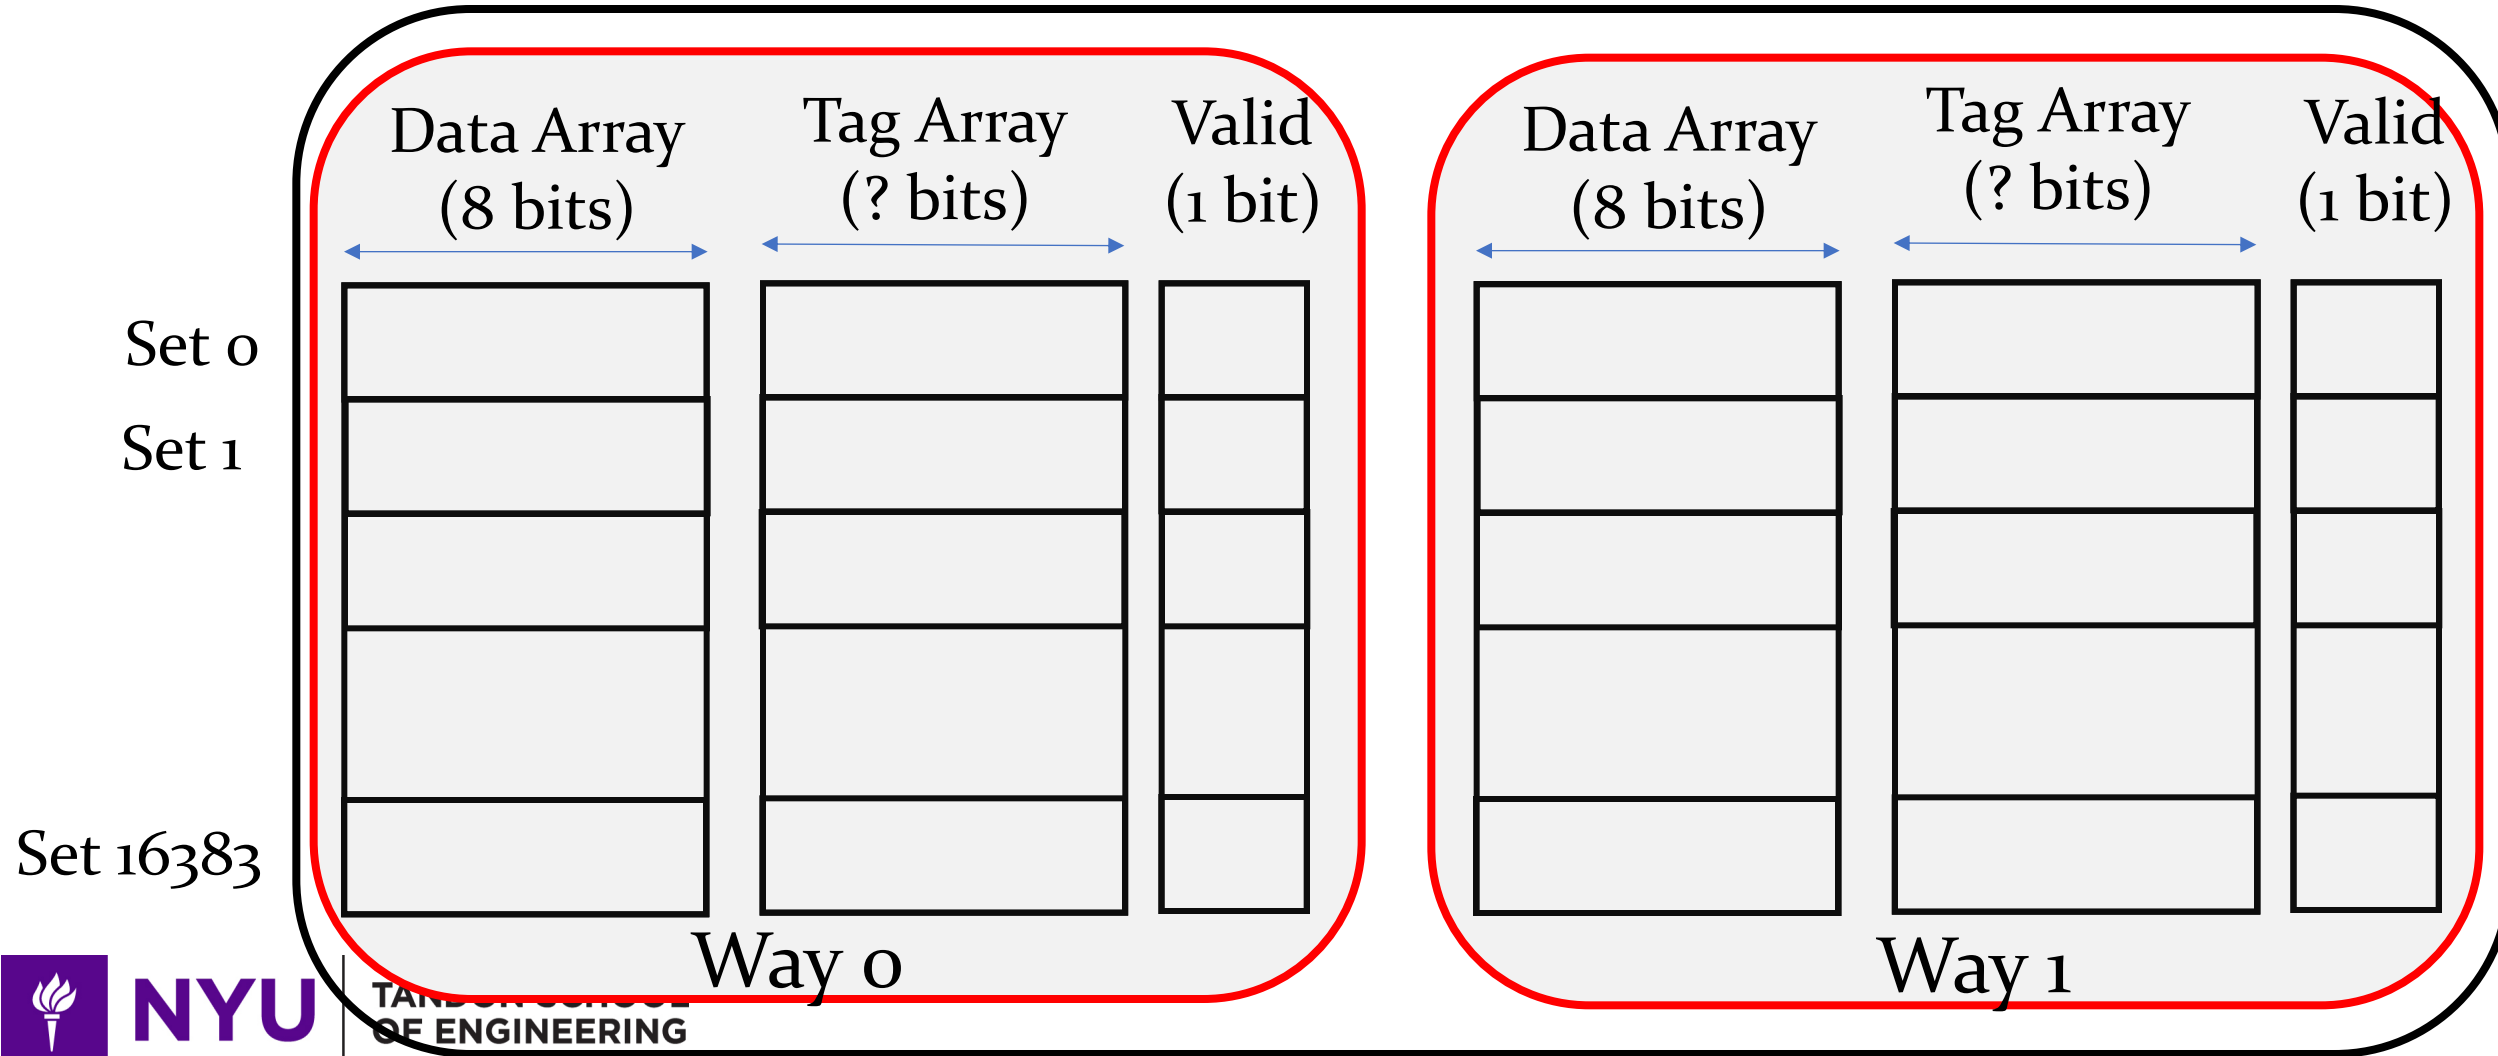 Data Array
(8 bits)
Tag Array
(? bits)
Valid
(1 bit)
Data Array
(8 bits)
Tag Array
(? bits)
Valid
(1 bit)
Set 0
Set 1
Set 16383
Way 0
Way 1
NYU
OF ENGINEERING